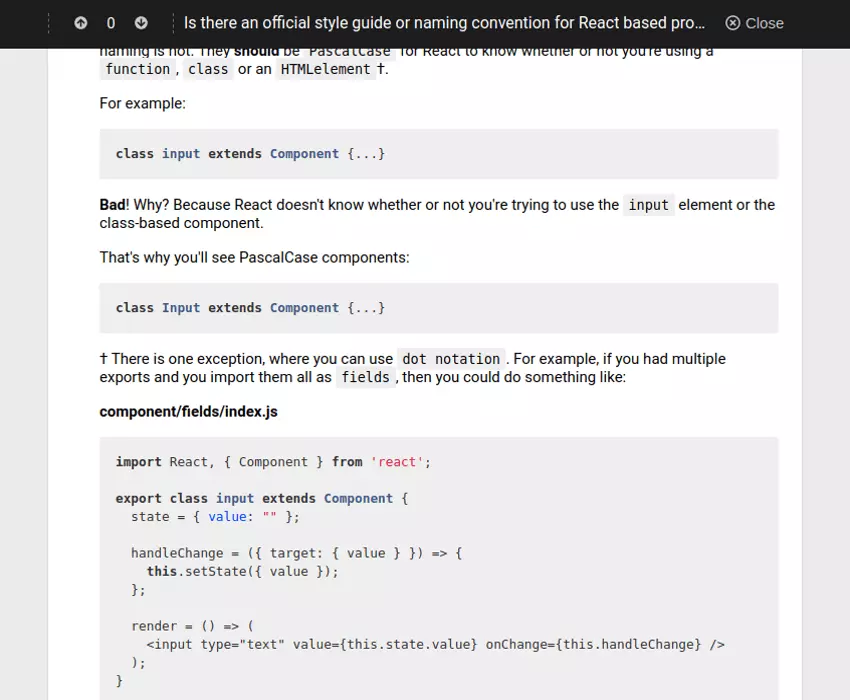 0 Is there an official style guide or naming convention for React based pro... Close
naming is not. They should be PascalCase for React to know whether or not you're using a
function, class or an HTMLelement †.
For example:
class input extends Component {...}
Bad! Why? Because React doesn't know whether or not you're trying to use the input element or the
class-based component.
That's why you'll see PascalCase components:
class Input extends Component {...}
† There is one exception, where you can use dot notation. For example, if you had multiple
exports and you import them all as fields, then you could do something like:
component/fields/index.js
import React, { Component } from 'react';
export class input extends Component {
state = { value: "" };
handleChange = ({ target: { value } }) => {
this.setState({ value });
};
render = () => (
<input type="text" value={this.state.value} onChange={this.handleChange} />
);
}